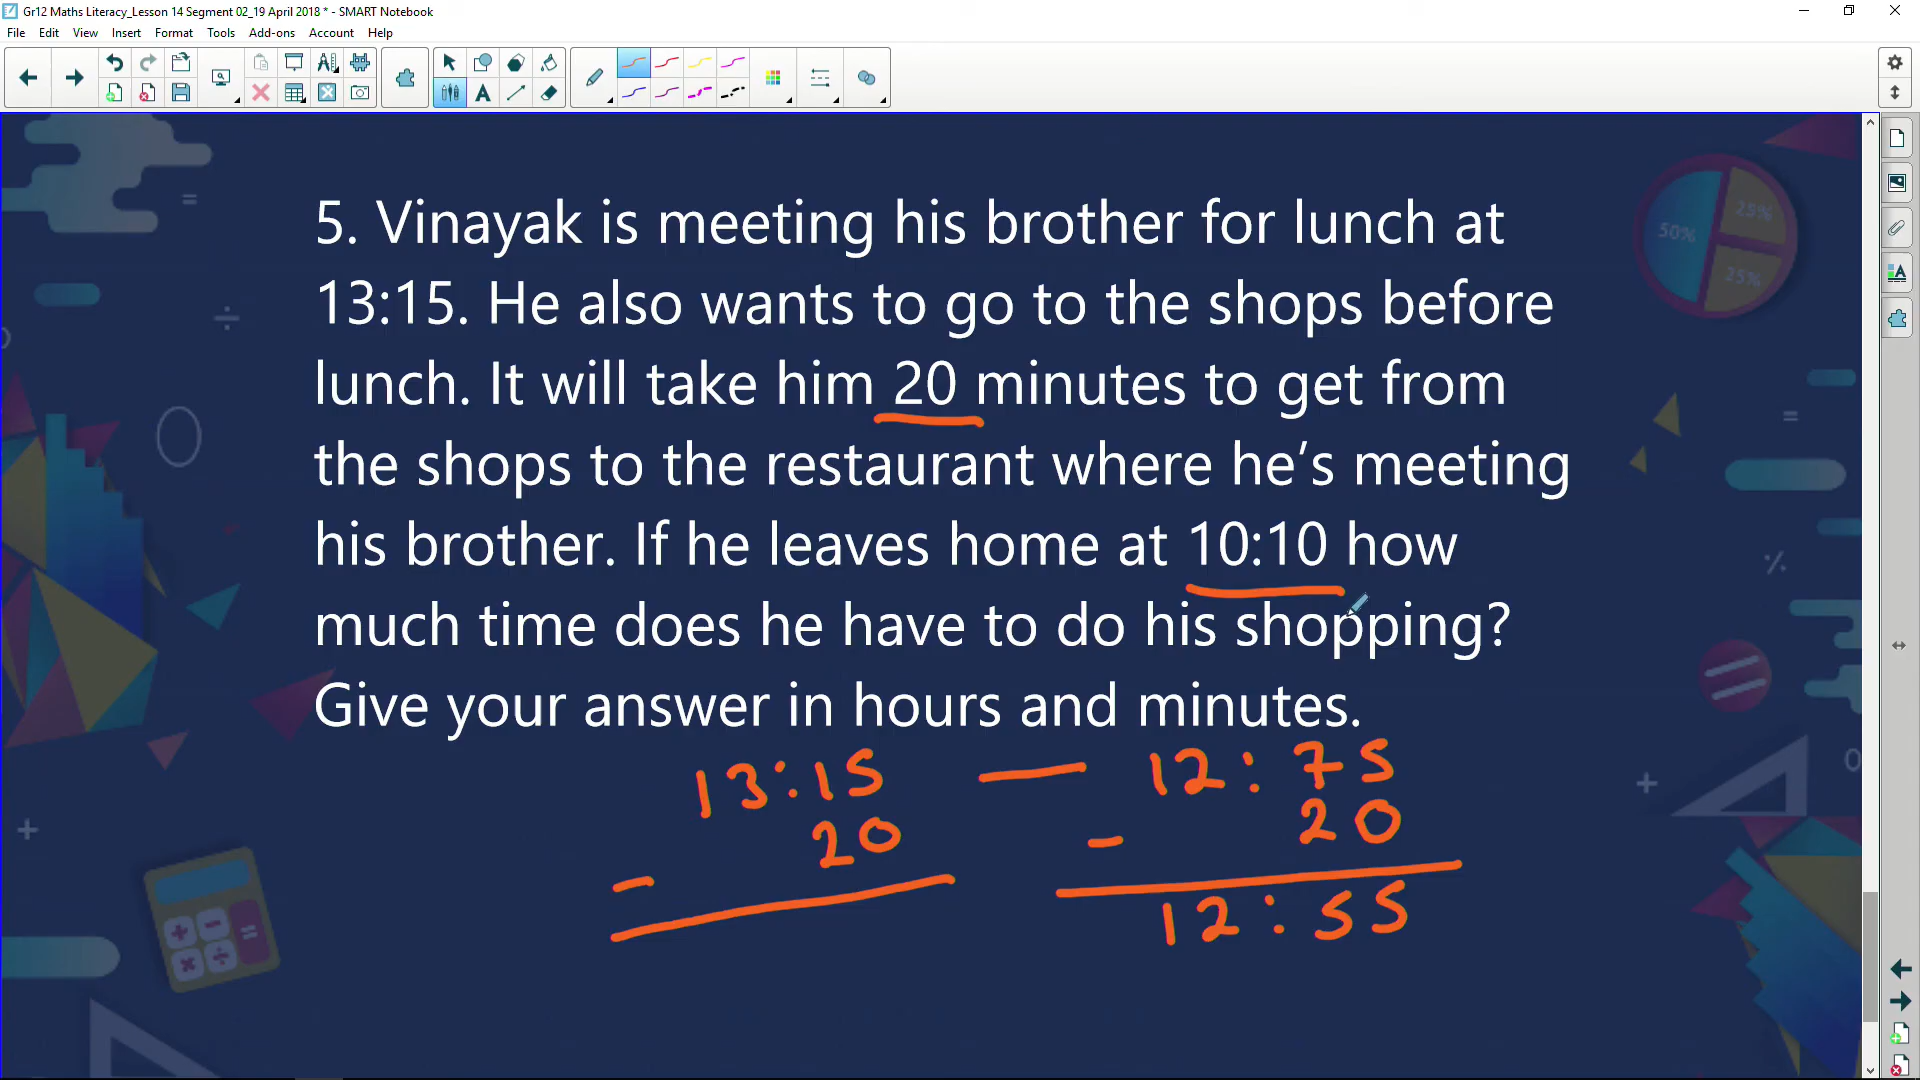 Gr12 Maths Literacy_Lesson 14 Segment 02_19 April 2018 * - SMART Notebook
File Edit View Insert Format Tools Add-ons Account Help
5. Vinayak is meeting his brother for lunch at
13:15. He also wants to go to the shops before
lunch. It will take him 20 minutes to get from
the shops to the restaurant where he’s meeting
his brother. If he leaves home at 10:10 how
much time does he have to do his shopping?
Give your answer in hours and minutes.
13:15 — 12:75
20 - 20
-
12:55
50% 25%
25%